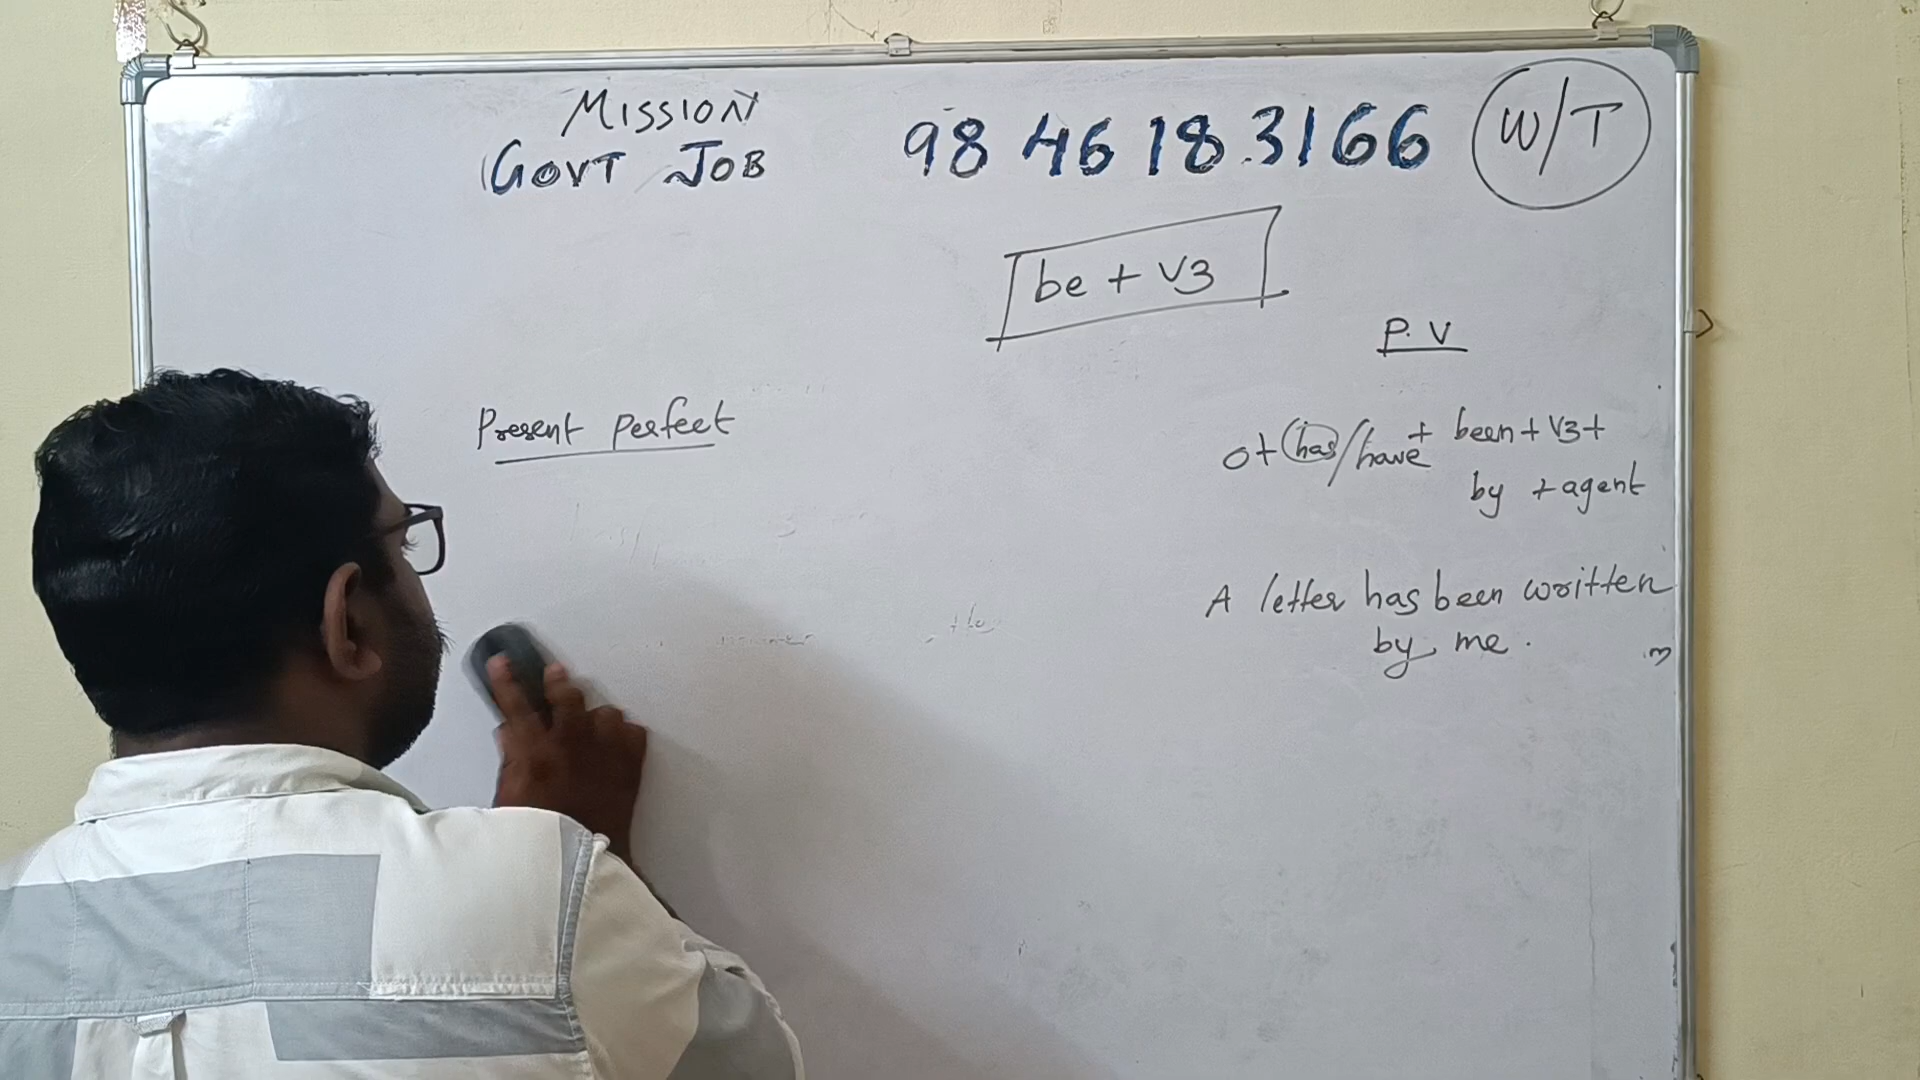 MISSION
GOVT JOB
98 46 18 3166
W/T
be + v3
P. V
Present perfect
o + has/have + been + v3 +
by + agent
A letter has been written
by me.